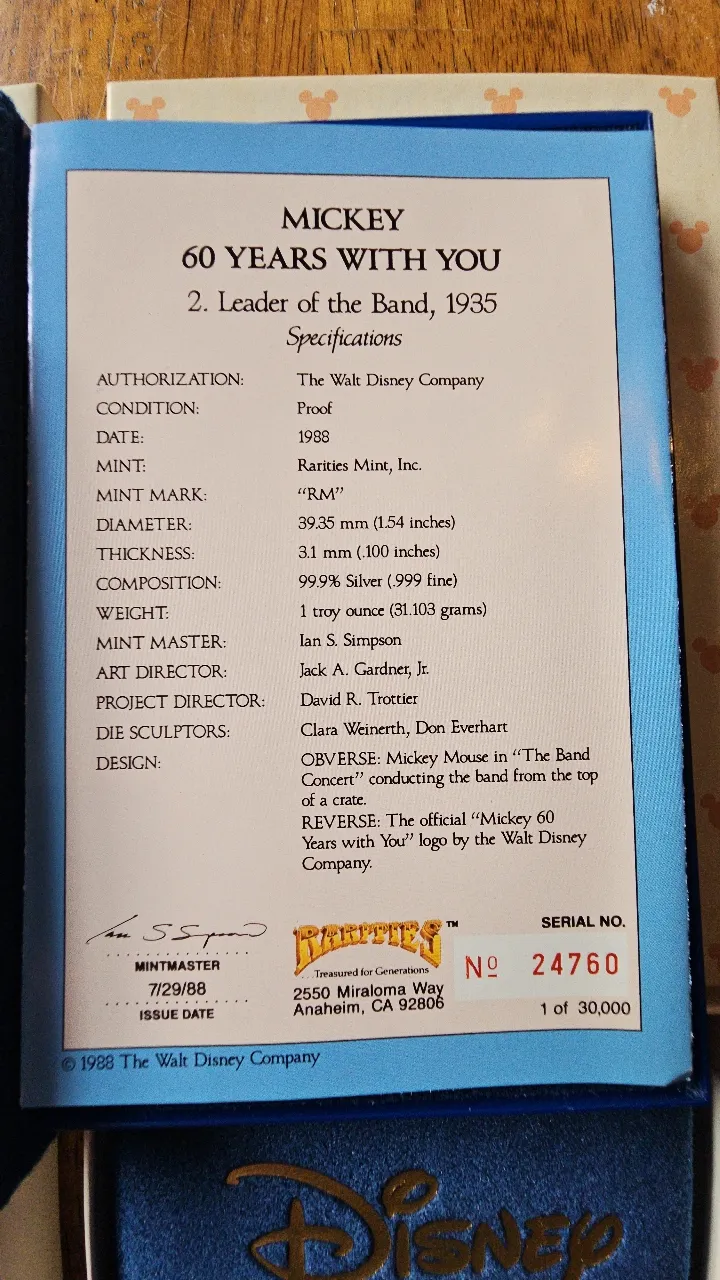 MICKEY
60 YEARS WITH YOU
2. Leader of the Band, 1935
Specifications
AUTHORIZATION: The Walt Disney Company
CONDITION: Proof
DATE: 1988
MINT: Rarities Mint, Inc.
MINT MARK: “RM”
DIAMETER: 39.35 mm (1.54 inches)
THICKNESS: 3.1 mm (.100 inches)
COMPOSITION: 99.9% Silver (.999 fine)
WEIGHT: 1 troy ounce (31.103 grams)
MINT MASTER: Ian S. Simpson
ART DIRECTOR: Jack A. Gardner, Jr.
PROJECT DIRECTOR: David R. Trottier
DIE SCULPTORS: Clara Weinerth, Don Everhart
DESIGN: OBVERSE: Mickey Mouse in “The Band
Concert” conducting the band from the top
of a crate.
REVERSE: The official “Mickey 60
Years with You” logo by the Walt Disney
Company.
Ian S Simpson
MINTMASTER
7/29/88
ISSUE DATE
RARITIES™
Treasured for Generations
2550 Miraloma Way
Anaheim, CA 92806
SERIAL NO.
Nº 24760
1 of 30,000
© 1988 The Walt Disney Company
DISNEY